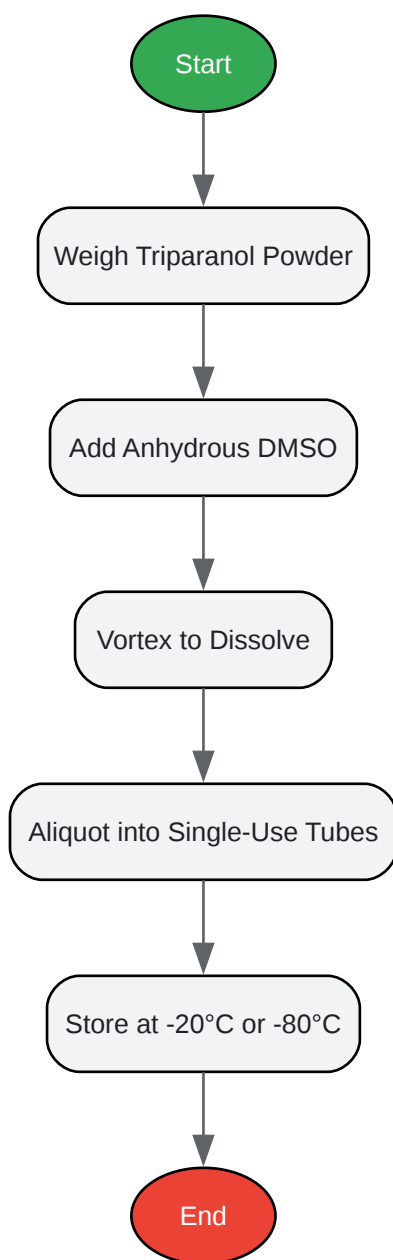 Start
Weigh Triparanol Powder
Add Anhydrous DMSO
Vortex to Dissolve
Aliquot into Single-Use Tubes
Store at -20°C or -80°C
End